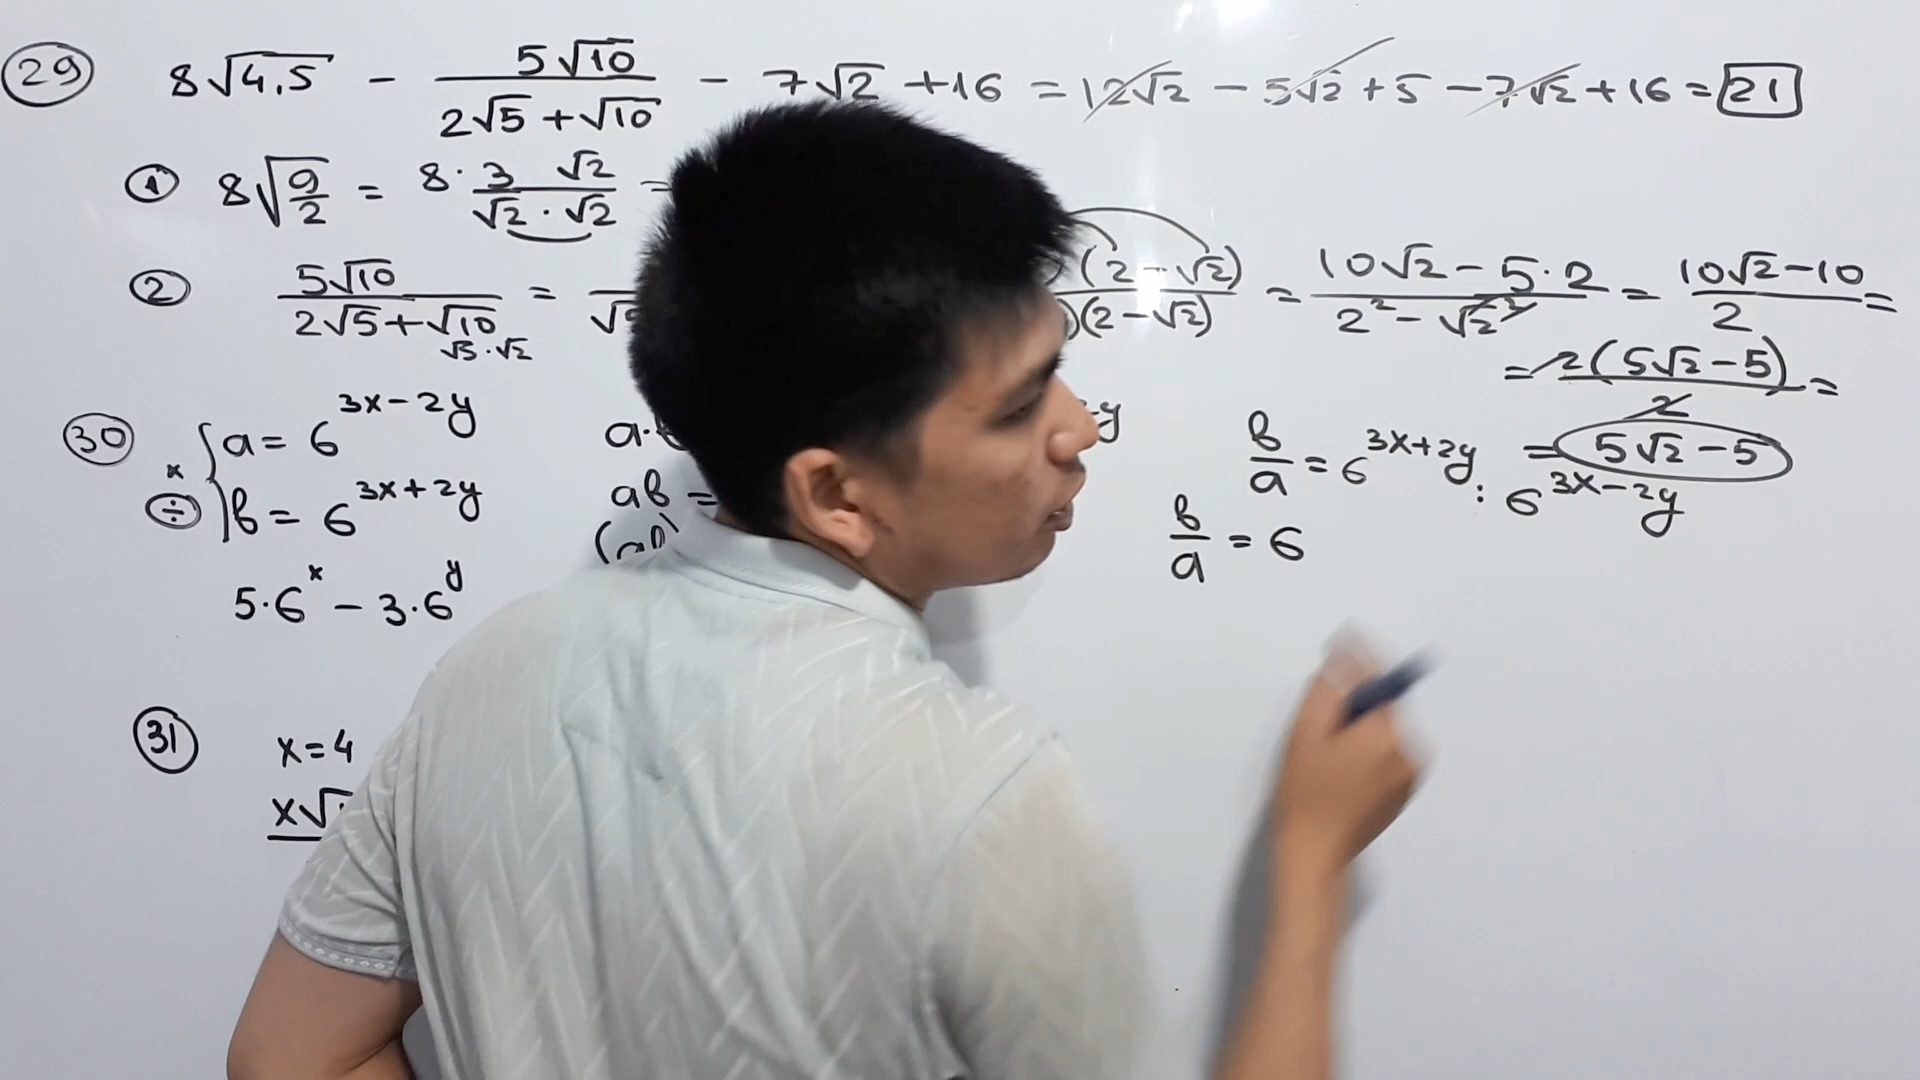 29 8√4,5 − 5√10/(2√5+√10) − 7√2 +16 = 12√2 − 5√2 + 5 − 7√2 + 16 = 21
1 8√(9/2) = 8· 3 √2/(√2 · √2) =
2 5√10/(2√5+√10) = (2−√2)/(2−√2) = (10√2 − 5·2)/(2² − √2²) = (10√2−10)/2 =
√5·√2
= 2(5√2−5)/2 =
= 5√2 − 5
30 x ÷ { a = 6^(3x−2y) a· y b/a = 6^(3x+2y) : 6^(3x−2y)
b = 6^(3x+2y) ab = b/a = 6
5·6^x − 3·6^y
31 x=4
x√